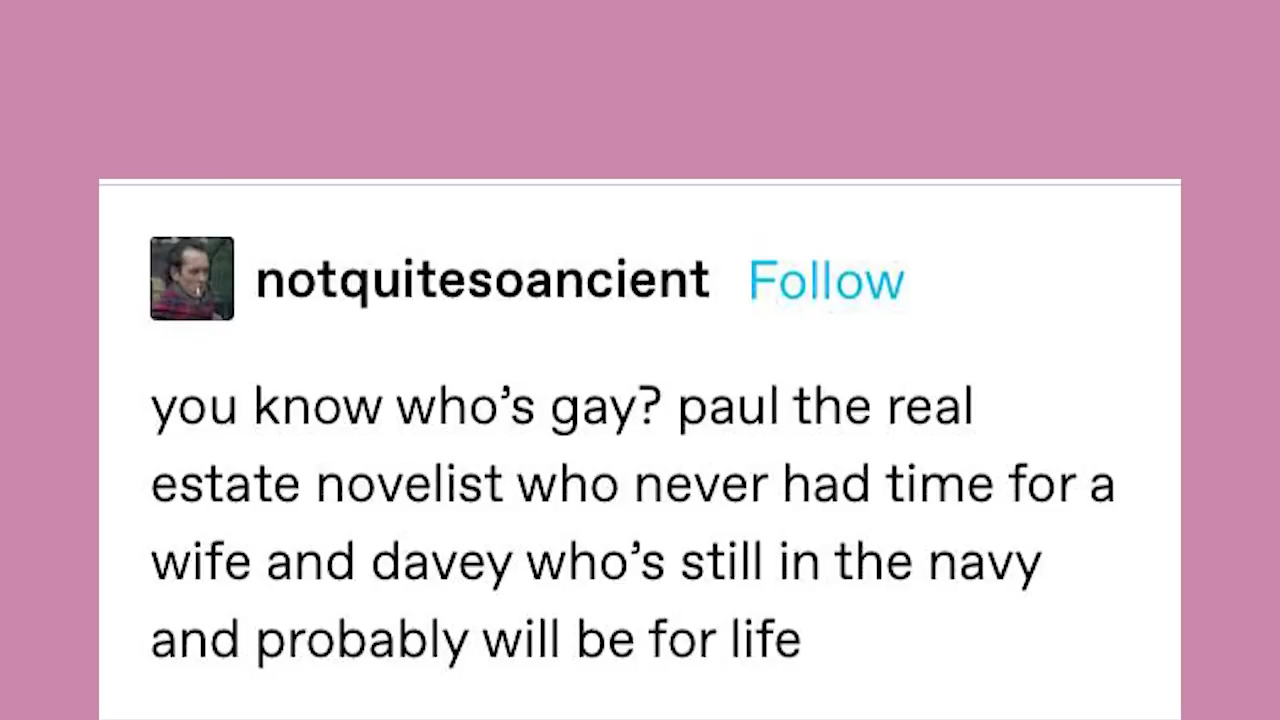 notquitesoancient Follow
you know who’s gay? paul the real
estate novelist who never had time for a
wife and davey who’s still in the navy
and probably will be for life